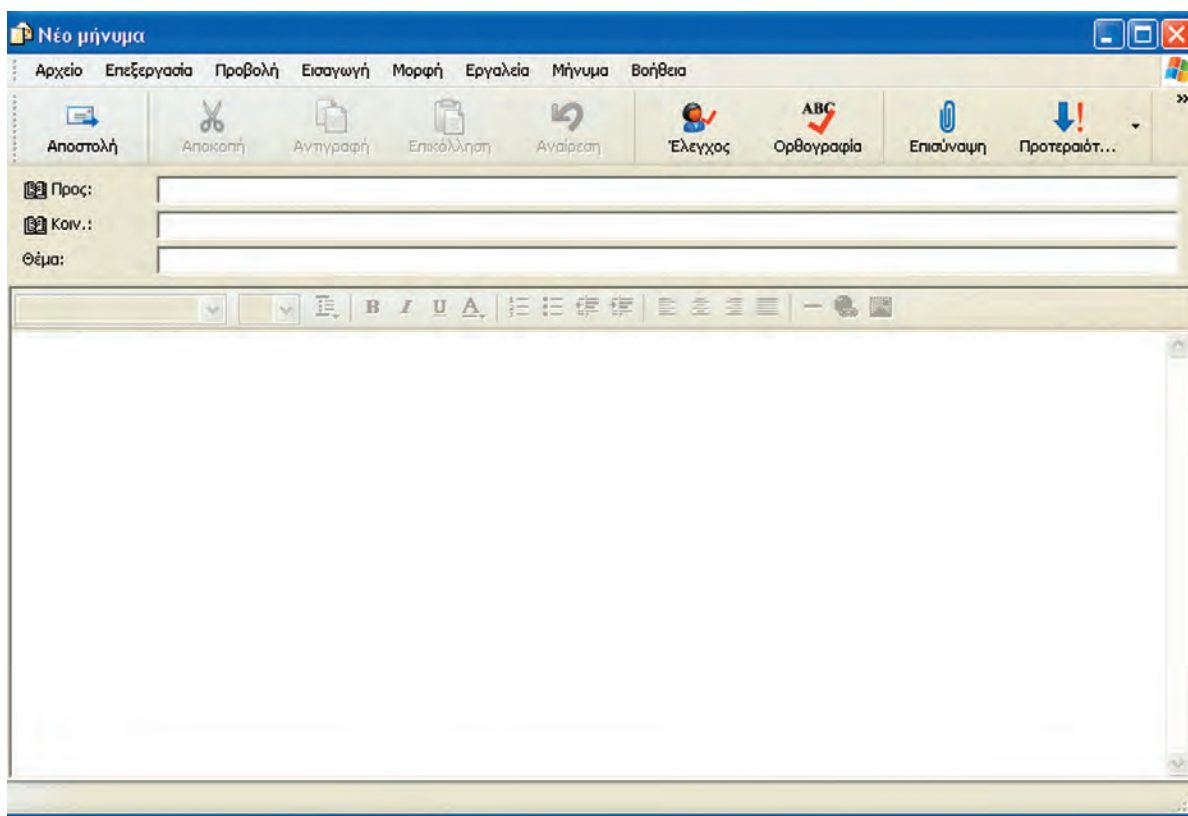 Νέο μήνυμα
Αρχείο Επεξεργασία Προβολή Εισαγωγή Μορφή Εργαλεία Μήνυμα Βοήθεια
Αποστολή Αποκοπή Αντιγραφή Επικόλληση Αναίρεση Έλεγχος Ορθογραφία Επισύναψη Προτεραιότ...
Προς:
Κοιν.:
Θέμα:
B I U A